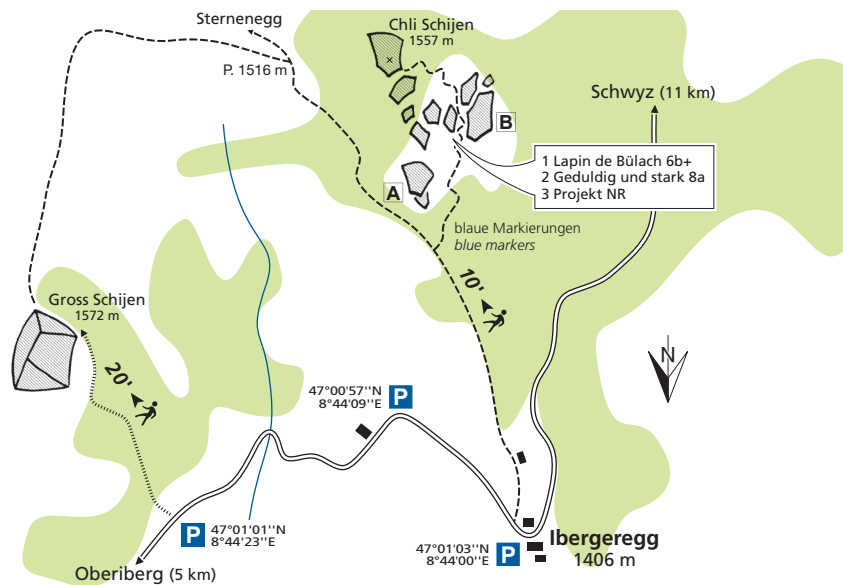 Sternenegg
Chli Schijen
1557 m
P. 1516 m
Schwyz (11 km)
B
1 Lapin de Bülach 6b+
2 Geduldig und stark 8a
3 Projekt NR
A
blaue Markierungen
blue markers
10'
Gross Schijen
1572 m
N
20'
47°00'57''N
8°44'09''E
P
P
47°01'01''N
8°44'23''E
Ibergeregg
1406 m
47°01'03''N
8°44'00''E
P
Oberiberg (5 km)